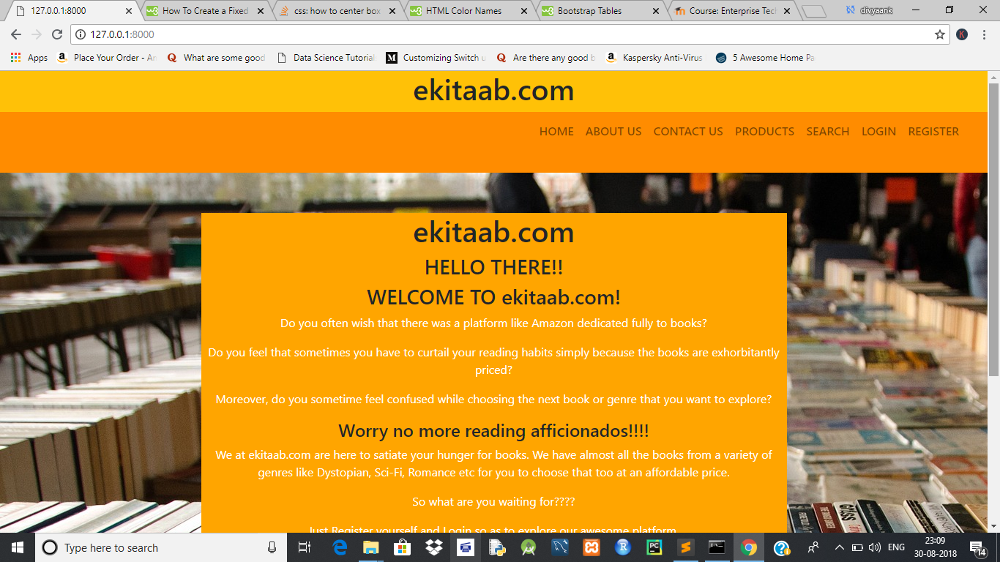 127.0.0.1:8000
How To Create a Fixed
css: how to center box
HTML Color Names
Bootstrap Tables
Course: Enterprise Tech
divyaank
127.0.0.1:8000
K
Apps
Place Your Order - Am
What are some good
Data Science Tutorial
Customizing Switch u
Are there any good b
Kaspersky Anti-Virus
5 Awesome Home Pa
ekitaab.com
HOME ABOUT US CONTACT US PRODUCTS SEARCH LOGIN REGISTER
ekitaab.com
HELLO THERE!!
WELCOME TO ekitaab.com!
Do you often wish that there was a platform like Amazon dedicated fully to books?
Do you feel that sometimes you have to curtail your reading habits simply because the books are exhorbitantly
priced?
Moreover, do you sometime feel confused while choosing the next book or genre that you want to explore?
Worry no more reading afficionados!!!!
We at ekitaab.com are here to satiate your hunger for books. We have almost all the books from a variety of
genres like Dystopian, Sci-Fi, Romance etc for you to choose that too at an affordable price.
So what are you waiting for????
Just Register yourself and Login so as to explore our awesome platform
Type here to search
ENG
23:09
30-08-2018
14